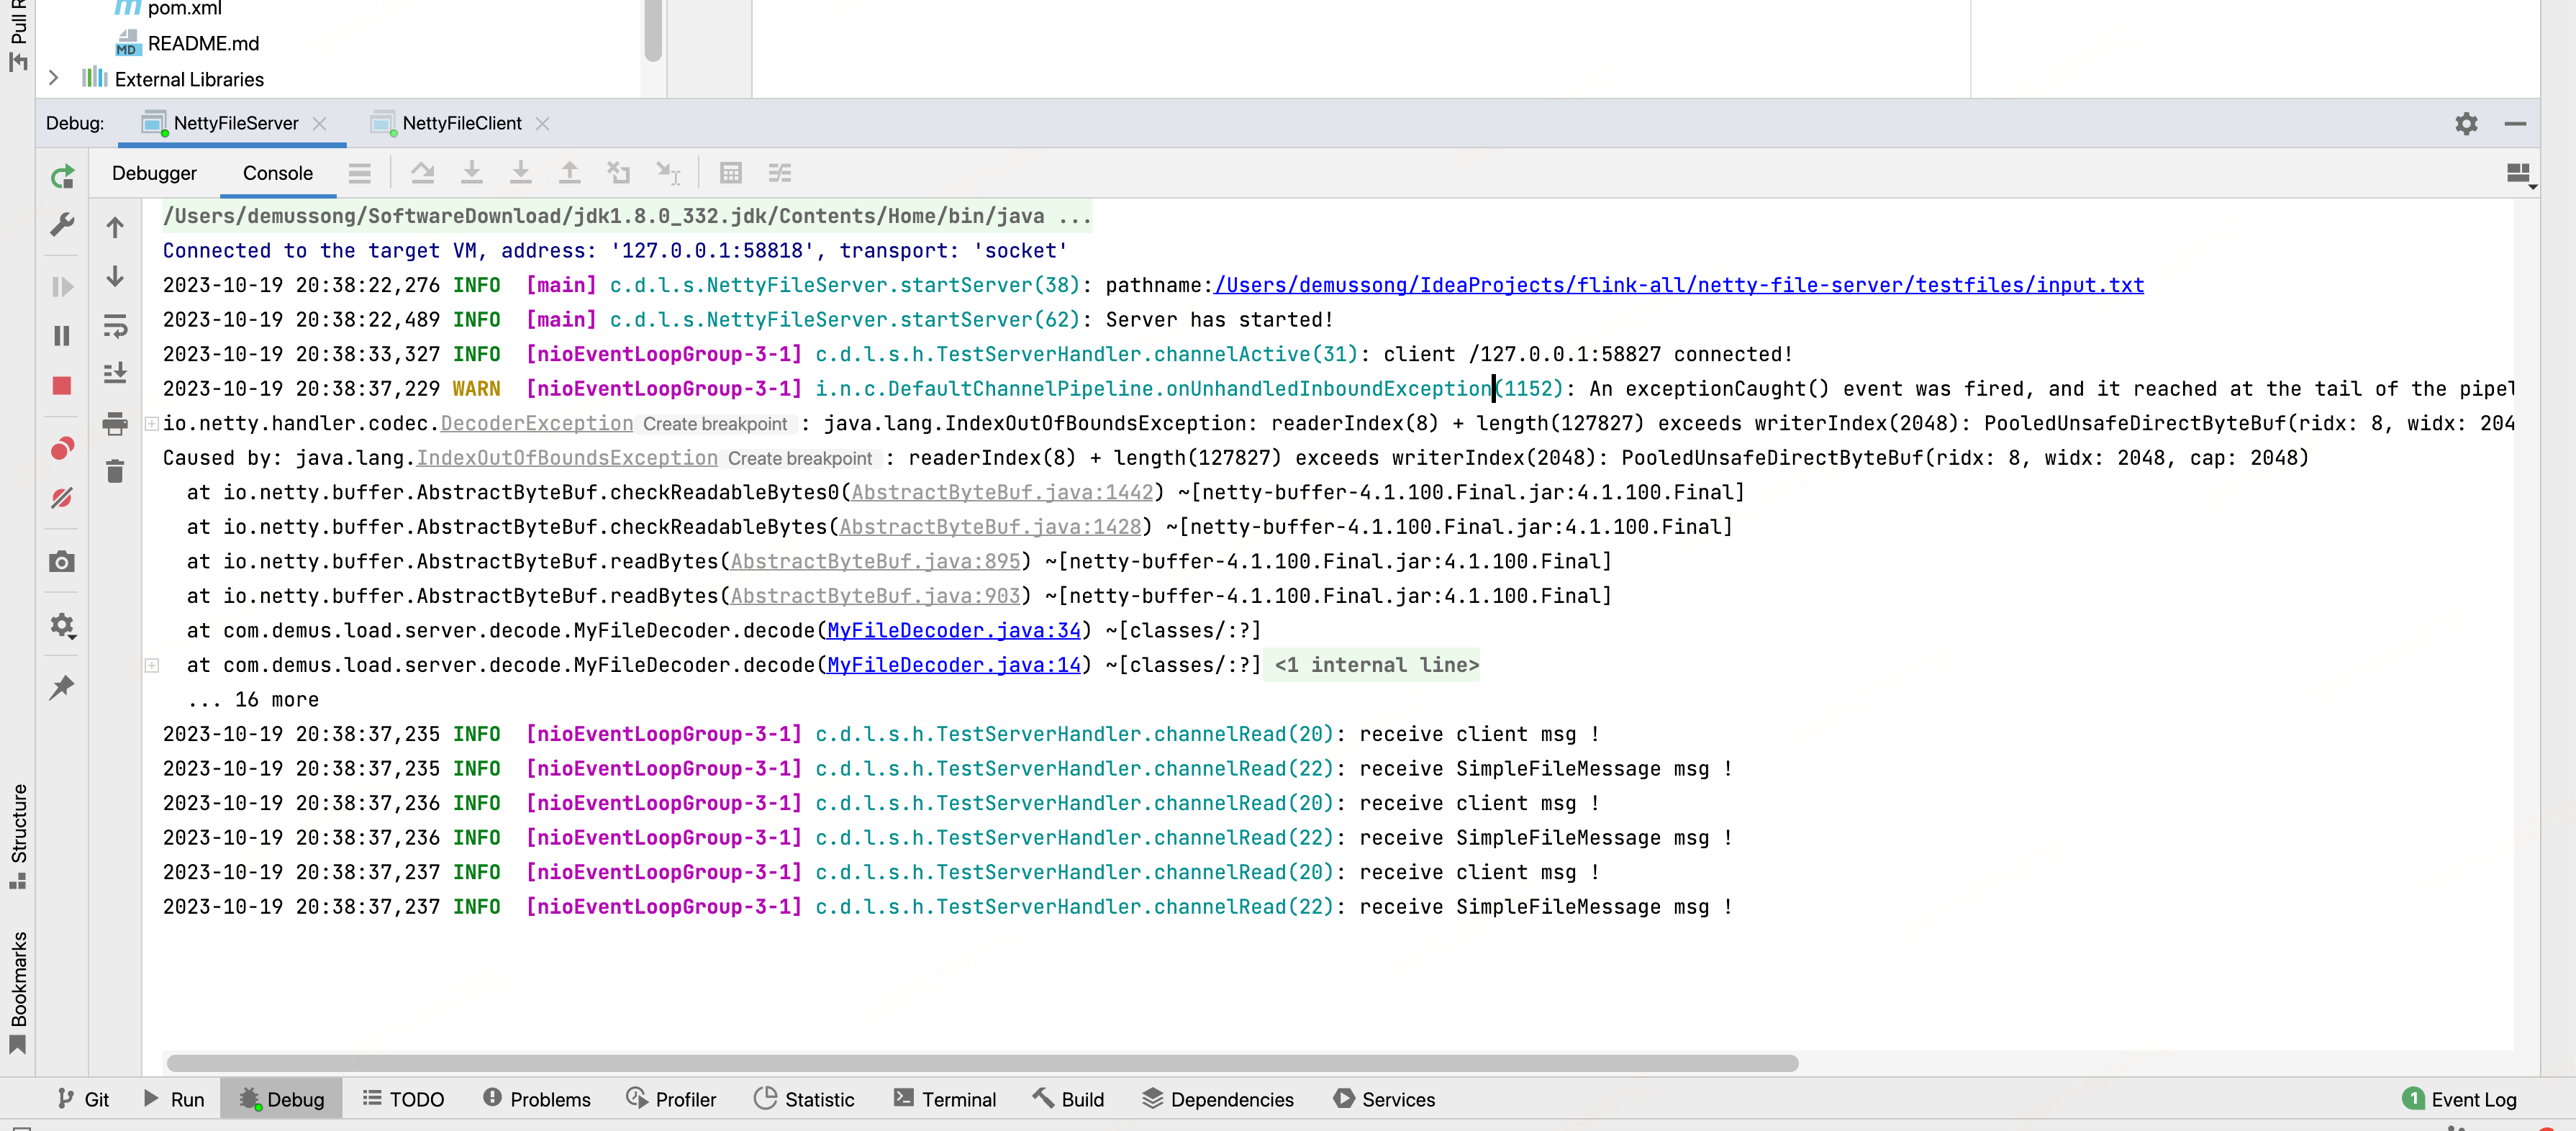 Pull R
pom.xml
README.md
External Libraries
Debug:
NettyFileServer
NettyFileClient
Debugger
Console
/Users/demussong/SoftwareDownload/jdk1.8.0_332.jdk/Contents/Home/bin/java ...
Connected to the target VM, address: '127.0.0.1:58818', transport: 'socket'
2023-10-19 20:38:22,276 INFO [main] c.d.l.s.NettyFileServer.startServer(38): pathname:/Users/demussong/IdeaProjects/flink-all/netty-file-server/testfiles/input.txt
2023-10-19 20:38:22,489 INFO [main] c.d.l.s.NettyFileServer.startServer(62): Server has started!
2023-10-19 20:38:33,327 INFO [nioEventLoopGroup-3-1] c.d.l.s.h.TestServerHandler.channelActive(31): client /127.0.0.1:58827 connected!
2023-10-19 20:38:37,229 WARN [nioEventLoopGroup-3-1] i.n.c.DefaultChannelPipeline.onUnhandledInboundException(1152): An exceptionCaught() event was fired, and it reached at the tail of the pipel
io.netty.handler.codec.DecoderException Create breakpoint : java.lang.IndexOutOfBoundsException: readerIndex(8) + length(127827) exceeds writerIndex(2048): PooledUnsafeDirectByteBuf(ridx: 8, widx: 204
Caused by: java.lang.IndexOutOfBoundsException Create breakpoint : readerIndex(8) + length(127827) exceeds writerIndex(2048): PooledUnsafeDirectByteBuf(ridx: 8, widx: 2048, cap: 2048)
at io.netty.buffer.AbstractByteBuf.checkReadableBytes0(AbstractByteBuf.java:1442) ~[netty-buffer-4.1.100.Final.jar:4.1.100.Final]
at io.netty.buffer.AbstractByteBuf.checkReadableBytes(AbstractByteBuf.java:1428) ~[netty-buffer-4.1.100.Final.jar:4.1.100.Final]
at io.netty.buffer.AbstractByteBuf.readBytes(AbstractByteBuf.java:895) ~[netty-buffer-4.1.100.Final.jar:4.1.100.Final]
at io.netty.buffer.AbstractByteBuf.readBytes(AbstractByteBuf.java:903) ~[netty-buffer-4.1.100.Final.jar:4.1.100.Final]
at com.demus.load.server.decode.MyFileDecoder.decode(MyFileDecoder.java:34) ~[classes/:?]
at com.demus.load.server.decode.MyFileDecoder.decode(MyFileDecoder.java:14) ~[classes/:?] <1 internal line>
... 16 more
2023-10-19 20:38:37,235 INFO [nioEventLoopGroup-3-1] c.d.l.s.h.TestServerHandler.channelRead(20): receive client msg !
2023-10-19 20:38:37,235 INFO [nioEventLoopGroup-3-1] c.d.l.s.h.TestServerHandler.channelRead(22): receive SimpleFileMessage msg !
2023-10-19 20:38:37,236 INFO [nioEventLoopGroup-3-1] c.d.l.s.h.TestServerHandler.channelRead(20): receive client msg !
2023-10-19 20:38:37,236 INFO [nioEventLoopGroup-3-1] c.d.l.s.h.TestServerHandler.channelRead(22): receive SimpleFileMessage msg !
2023-10-19 20:38:37,237 INFO [nioEventLoopGroup-3-1] c.d.l.s.h.TestServerHandler.channelRead(20): receive client msg !
2023-10-19 20:38:37,237 INFO [nioEventLoopGroup-3-1] c.d.l.s.h.TestServerHandler.channelRead(22): receive SimpleFileMessage msg !
Structure
Bookmarks
Git
Run
Debug
TODO
Problems
Profiler
Statistic
Terminal
Build
Dependencies
Services
1 Event Log